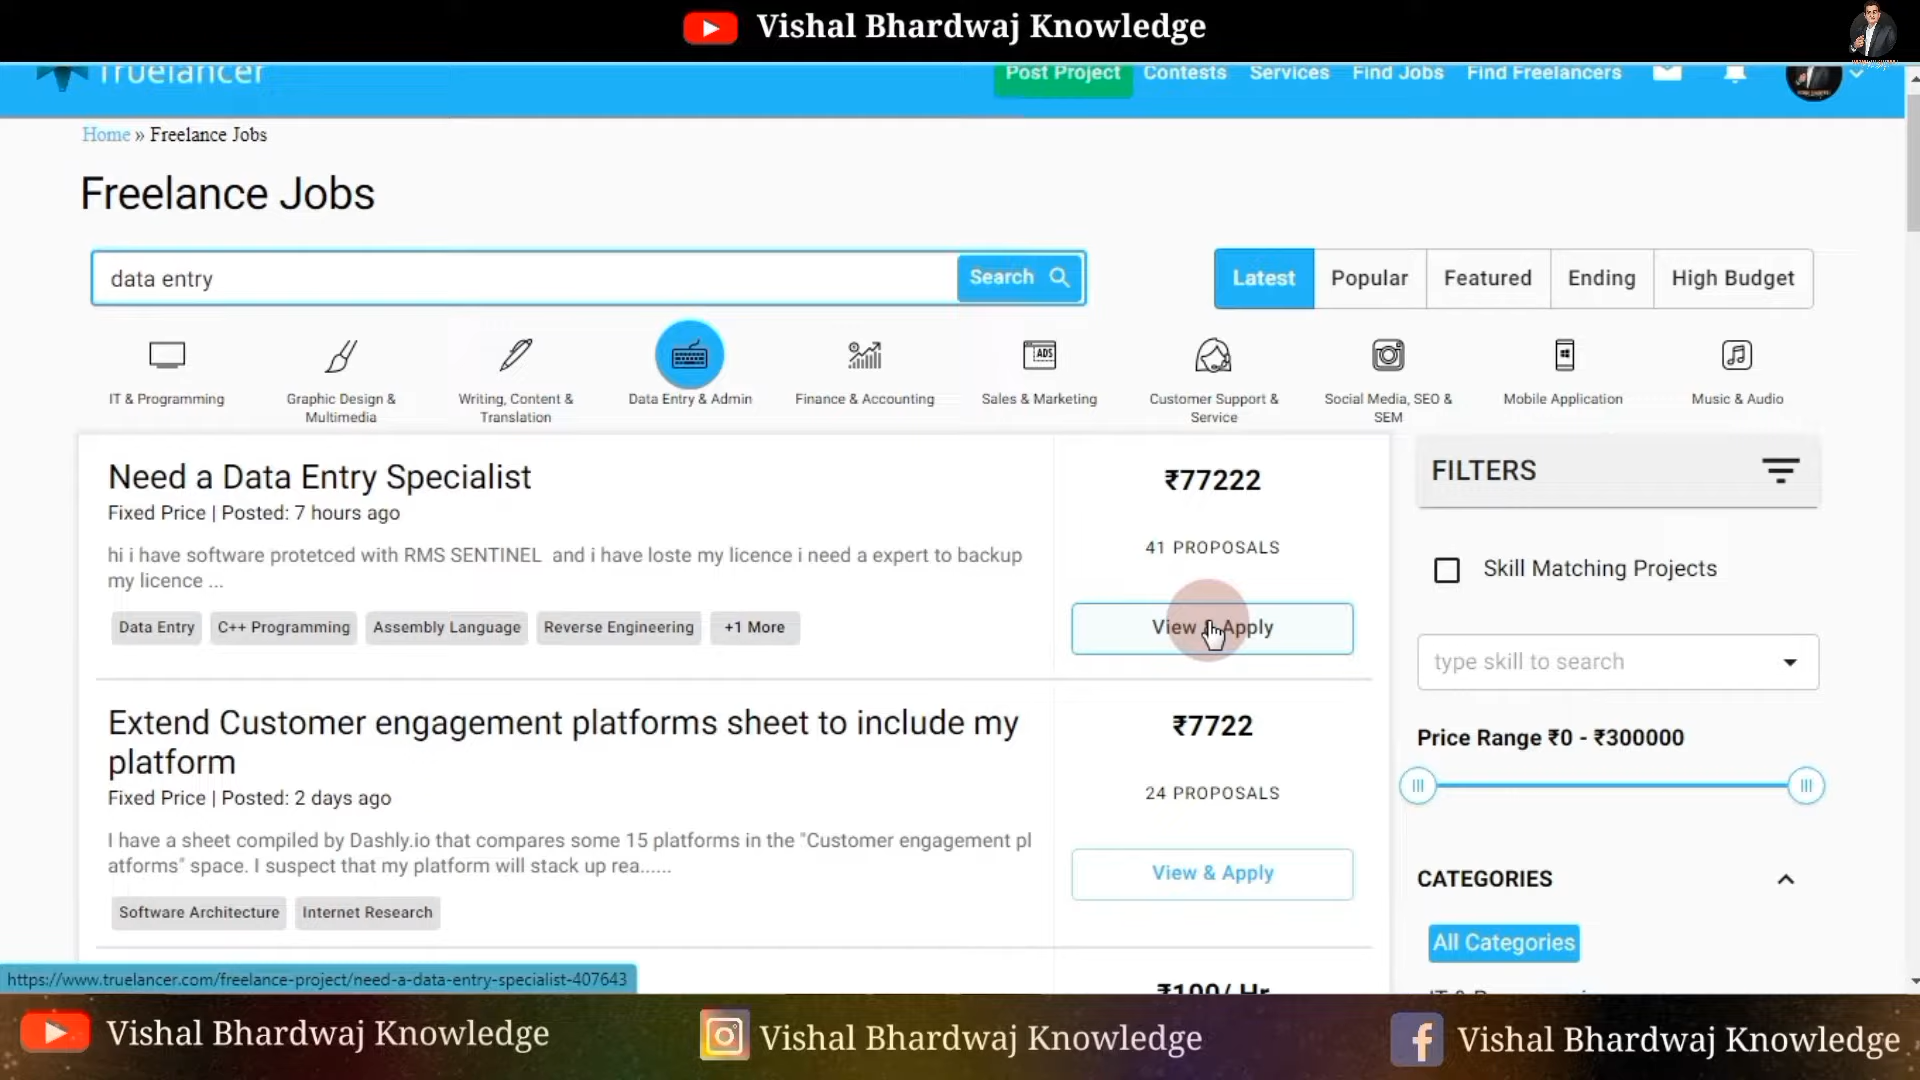 Vishal Bhardwaj Knowledge
Truelancer
Post Project
Contests
Services
Find Jobs
Find Freelancers
Home » Freelance Jobs
Freelance Jobs
data entry
Search
Latest
Popular
Featured
Ending
High Budget
IT & Programming
Graphic Design &
Multimedia
Writing, Content &
Translation
Data Entry & Admin
Finance & Accounting
ADS
Sales & Marketing
Customer Support &
Service
Social Media, SEO &
SEM
Mobile Application
Music & Audio
Need a Data Entry Specialist
Fixed Price | Posted: 7 hours ago
hi i have software protetced with RMS SENTINEL and i have loste my licence i need a expert to backup
my licence ...
Data Entry
C++ Programming
Assembly Language
Reverse Engineering
+1 More
₹77222
41 PROPOSALS
View & Apply
Extend Customer engagement platforms sheet to include my
platform
Fixed Price | Posted: 2 days ago
I have a sheet compiled by Dashly.io that compares some 15 platforms in the "Customer engagement pl
atforms" space. I suspect that my platform will stack up rea......
Software Architecture
Internet Research
₹7722
24 PROPOSALS
View & Apply
₹100/ Hr
FILTERS
Skill Matching Projects
type skill to search
Price Range ₹0 - ₹300000
CATEGORIES
All Categories
https://www.truelancer.com/freelance-project/need-a-data-entry-specialist-407643
Vishal Bhardwaj Knowledge
Vishal Bhardwaj Knowledge
Vishal Bhardwaj Knowledge